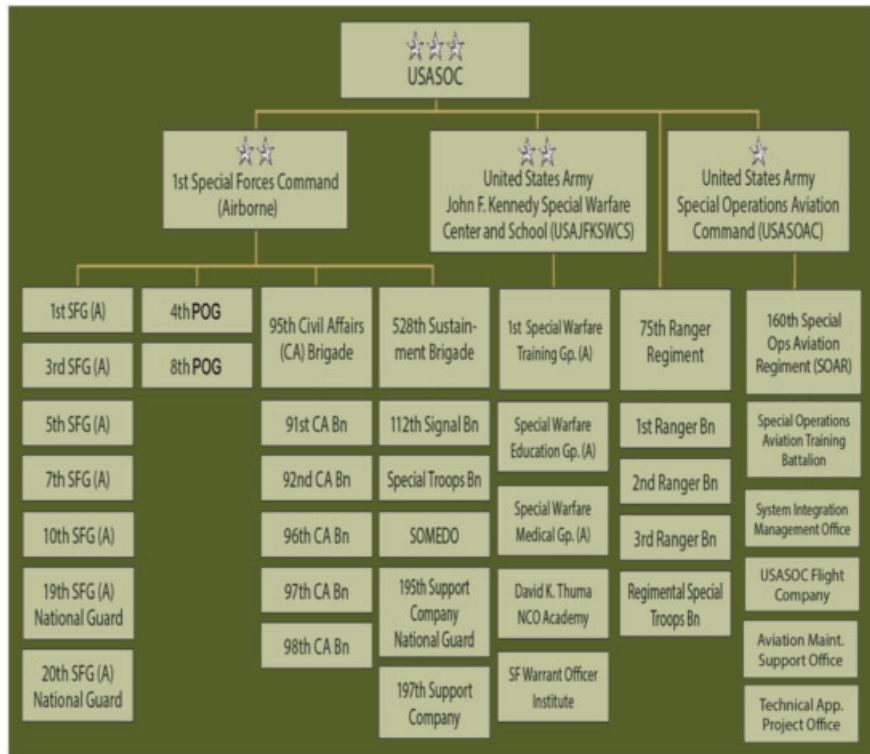 USASOC
1st Special Forces Command
(Airborne)
United States Army
John F. Kennedy Special Warfare
Center and School (USAJFKSWCS)
United States Army
Special Operations Aviation
Command (USASOAC)
1st SFG (A)
3rd SFG (A)
5th SFG (A)
7th SFG (A)
10th SFG (A)
19th SFG (A)
National Guard
20th SFG (A)
National Guard
4th POG
8th POG
95th Civil Affairs
(CA) Brigade
91st CA Bn
92nd CA Bn
96th CA Bn
97th CA Bn
98th CA Bn
528th Sustain-
ment Brigade
112th Signal Bn
Special Troops Bn
SOMEDO
195th Support
Company
National Guard
197th Support
Company
1st Special Warfare
Training Gp. (A)
Special Warfare
Education Gp. (A)
Special Warfare
Medical Gp. (A)
David K. Thuma
NCO Academy
SF Warrant Officer
Institute
75th Ranger
Regiment
1st Ranger Bn
2nd Ranger Bn
3rd Ranger Bn
Regimental Special
Troops Bn
160th Special
Ops Aviation
Regiment (SOAR)
Special Operations
Aviation Training
Battalion
System Integration
Management Office
USASOC Flight
Company
Aviation Maint.
Support Office
Technical App.
Project Office